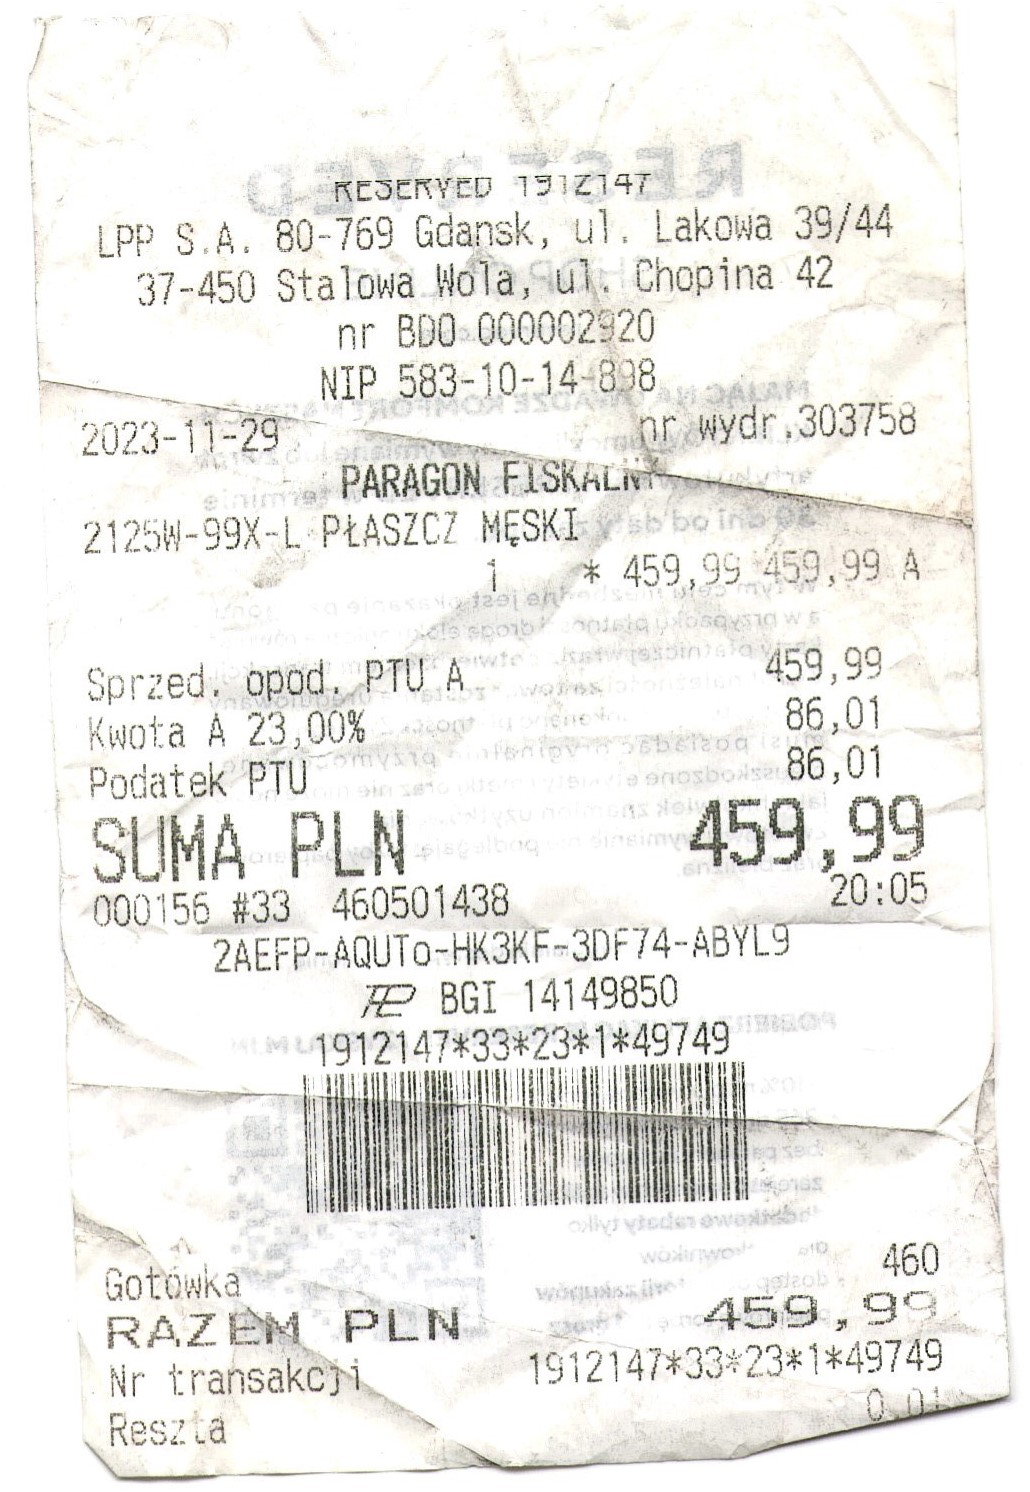 RESERVED 1912147
LPP S.A. 80-769 Gdansk, ul. Lakowa 39/44
37-450 Stalowa Wola, ul. Chopina 42
nr BDO 000002920
NIP 583-10-14-898
2023-11-29 nr wydr.303758
PARAGON FISKALNY
2125W-99X-L PŁASZCZ MĘSKI
1 * 459,99 459,99 A
Sprzed. opod. PTU A 459,99
Kwota A 23,00% 86,01
Podatek PTU 86,01
SUMA PLN 459,99
000156 #33 460501438 20:05
2AEFP-AQUTo-HK3KF-3DF74-ABYL9
BGI 14149850
1912147*33*23*1*49749
Gotówka 460
RAZEM PLN 459,99
Nr transakcji 1912147*33*23*1*49749
Reszta 0,01